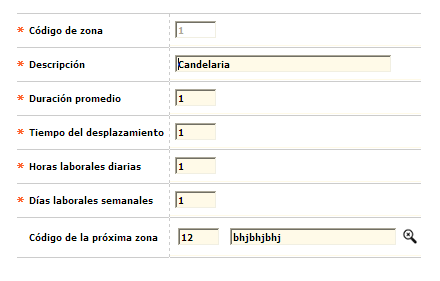 * Código de zona 1
* Descripción Candelaria
* Duración promedio 1
* Tiempo del desplazamiento 1
* Horas laborales diarias 1
* Días laborales semanales 1
Código de la próxima zona 12 bhjbhjbhj